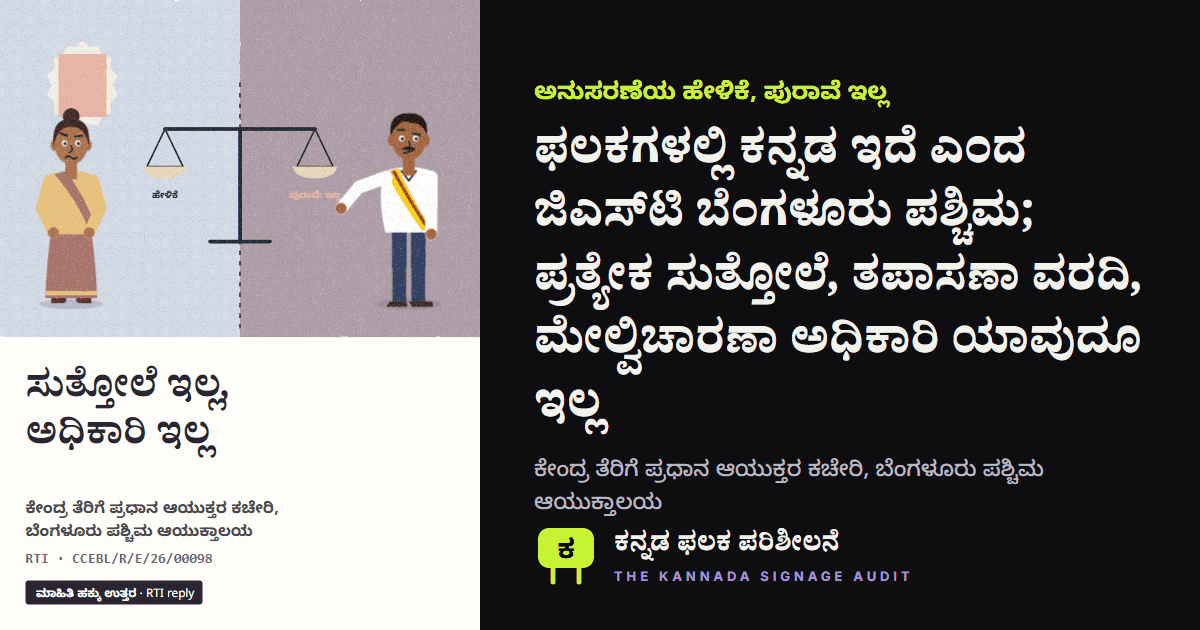 ಹೇಳಿಕೆ
ಪುರಾವೆ: ಇಲ್ಲ
ಸುತ್ತೋಲೆ ಇಲ್ಲ,
ಅಧಿಕಾರಿ ಇಲ್ಲ
ಕೇಂದ್ರ ತೆರಿಗೆ ಪ್ರಧಾನ ಆಯುಕ್ತರ ಕಚೇರಿ,
ಬೆಂಗಳೂರು ಪಶ್ಚಿಮ ಆಯುಕ್ತಾಲಯ
RTI · CCEBL/R/E/26/00098
ಮಾಹಿತಿ ಹಕ್ಕು ಉತ್ತರ · RTI reply
ಅನುಸರಣೆಯ ಹೇಳಿಕೆ, ಪುರಾವೆ ಇಲ್ಲ
ಫಲಕಗಳಲ್ಲಿ ಕನ್ನಡ ಇದೆ ಎಂದ
ಜಿಎಸ್‌ಟಿ ಬೆಂಗಳೂರು ಪಶ್ಚಿಮ;
ಪ್ರತ್ಯೇಕ ಸುತ್ತೋಲೆ, ತಪಾಸಣಾ ವರದಿ,
ಮೇಲ್ವಿಚಾರಣಾ ಅಧಿಕಾರಿ ಯಾವುದೂ
ಇಲ್ಲ
ಕೇಂದ್ರ ತೆರಿಗೆ ಪ್ರಧಾನ ಆಯುಕ್ತರ ಕಚೇರಿ, ಬೆಂಗಳೂರು ಪಶ್ಚಿಮ
ಆಯುಕ್ತಾಲಯ
ಕ
ಕನ್ನಡ ಫಲಕ ಪರಿಶೀಲನೆ
THE KANNADA SIGNAGE AUDIT